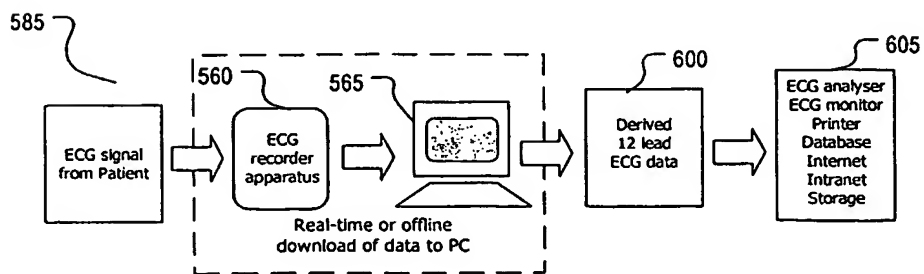 585
560
565
600
605
ECG signal
from Patient
ECG
recorder
apparatus
Real-time or offline
download of data to PC
Derived
12 lead
ECG data
ECG analyser
ECG monitor
Printer
Database
Internet
Intranet
Storage